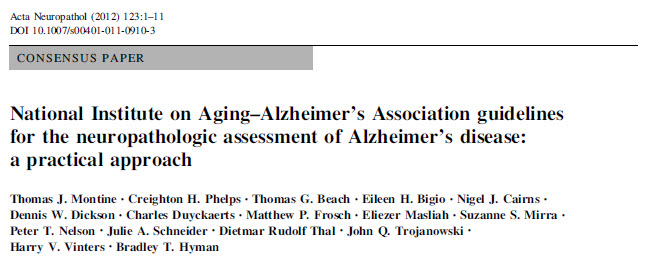 Acta Neuropathol (2012) 123:1–11
DOI 10.1007/s00401-011-0910-3
CONSENSUS PAPER
National Institute on Aging–Alzheimer's Association guidelines
for the neuropathologic assessment of Alzheimer's disease:
a practical approach
Thomas J. Montine · Creighton H. Phelps · Thomas G. Beach · Eileen H. Bigio · Nigel J. Cairns ·
Dennis W. Dickson · Charles Duyckaerts · Matthew P. Frosch · Eliezer Masliah · Suzanne S. Mirra ·
Peter T. Nelson · Julie A. Schneider · Dietmar Rudolf Thal · John Q. Trojanowski ·
Harry V. Vinters · Bradley T. Hyman